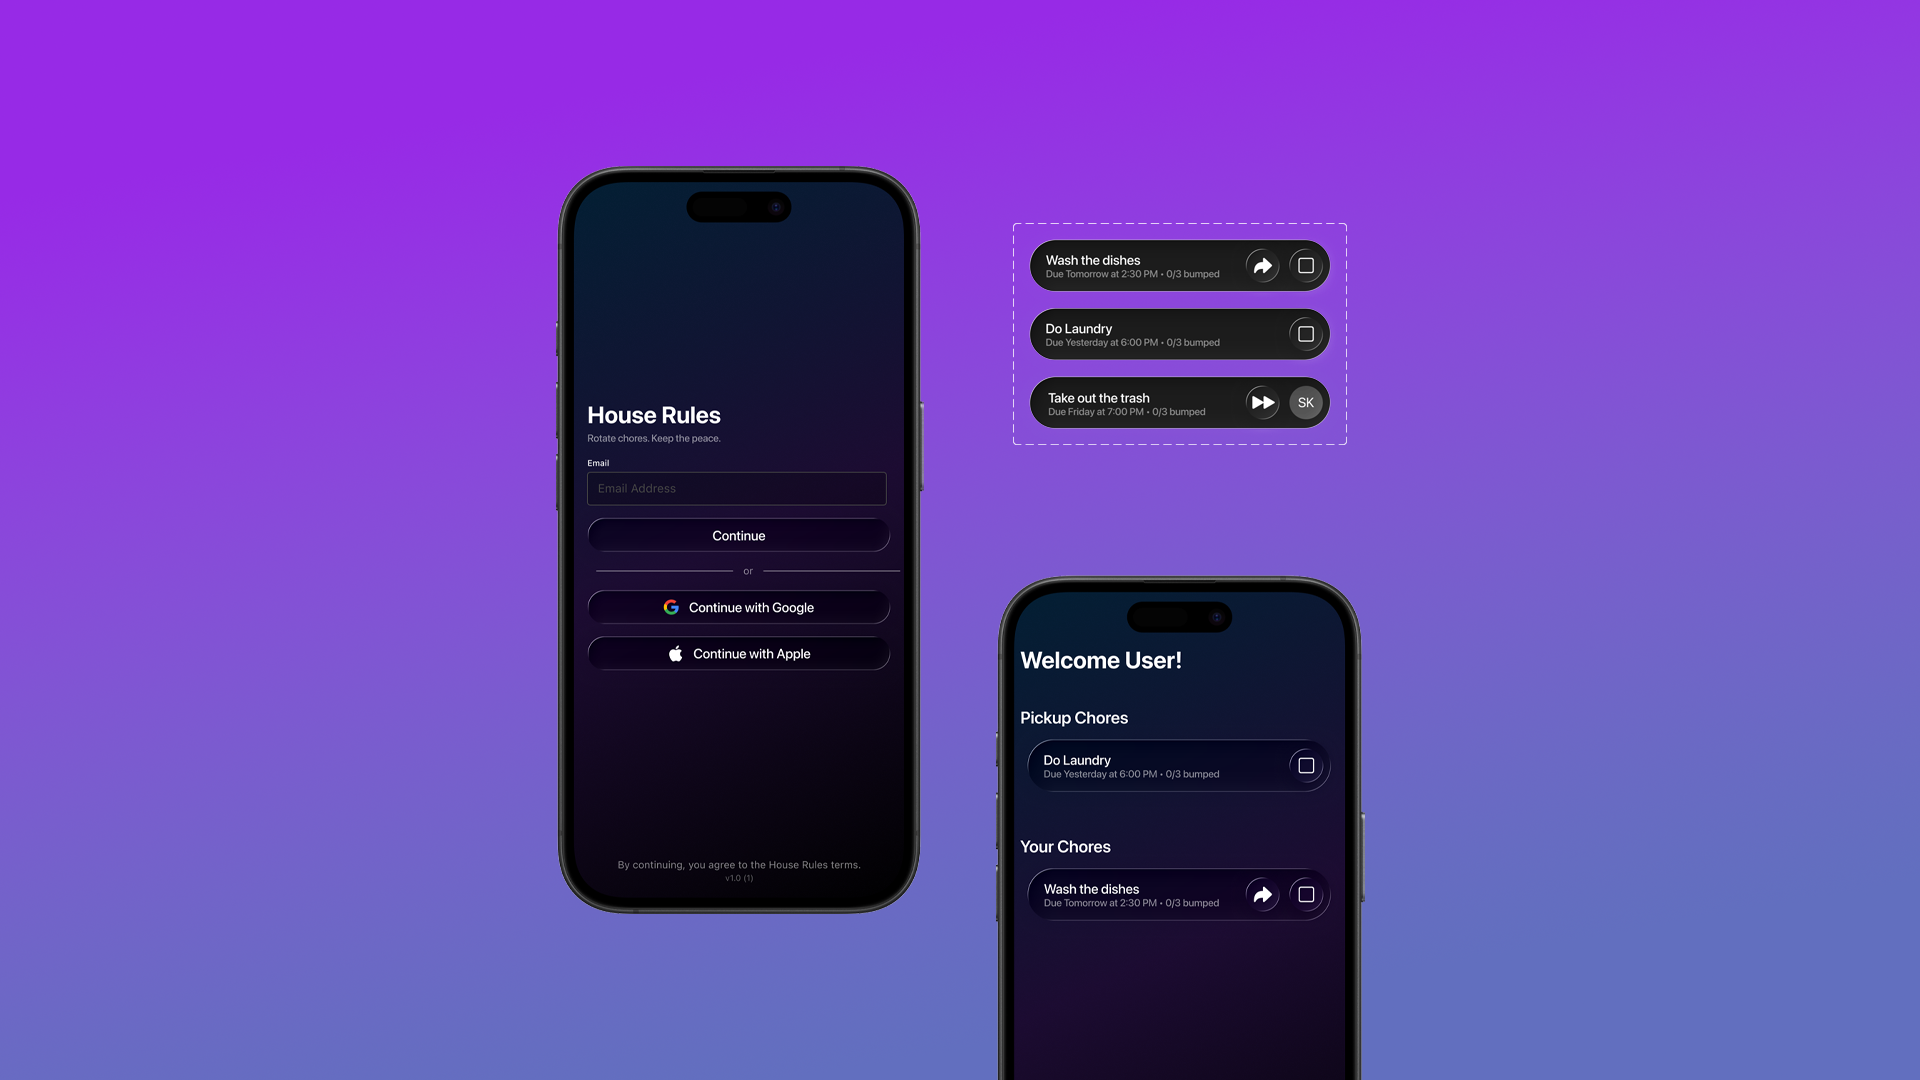 House Rules
Rotate chores. Keep the peace.
Email
Email Address
Continue
or
Continue with Google
Continue with Apple
By continuing, you agree to the House Rules terms.
v1.0 (1)
Wash the dishes
Due Tomorrow at 2:30 PM • 0/3 bumped
Do Laundry
Due Yesterday at 6:00 PM • 0/3 bumped
Take out the trash
Due Friday at 7:00 PM • 0/3 bumped
SK
Welcome User!
Pickup Chores
Do Laundry
Due Yesterday at 6:00 PM • 0/3 bumped
Your Chores
Wash the dishes
Due Tomorrow at 2:30 PM • 0/3 bumped